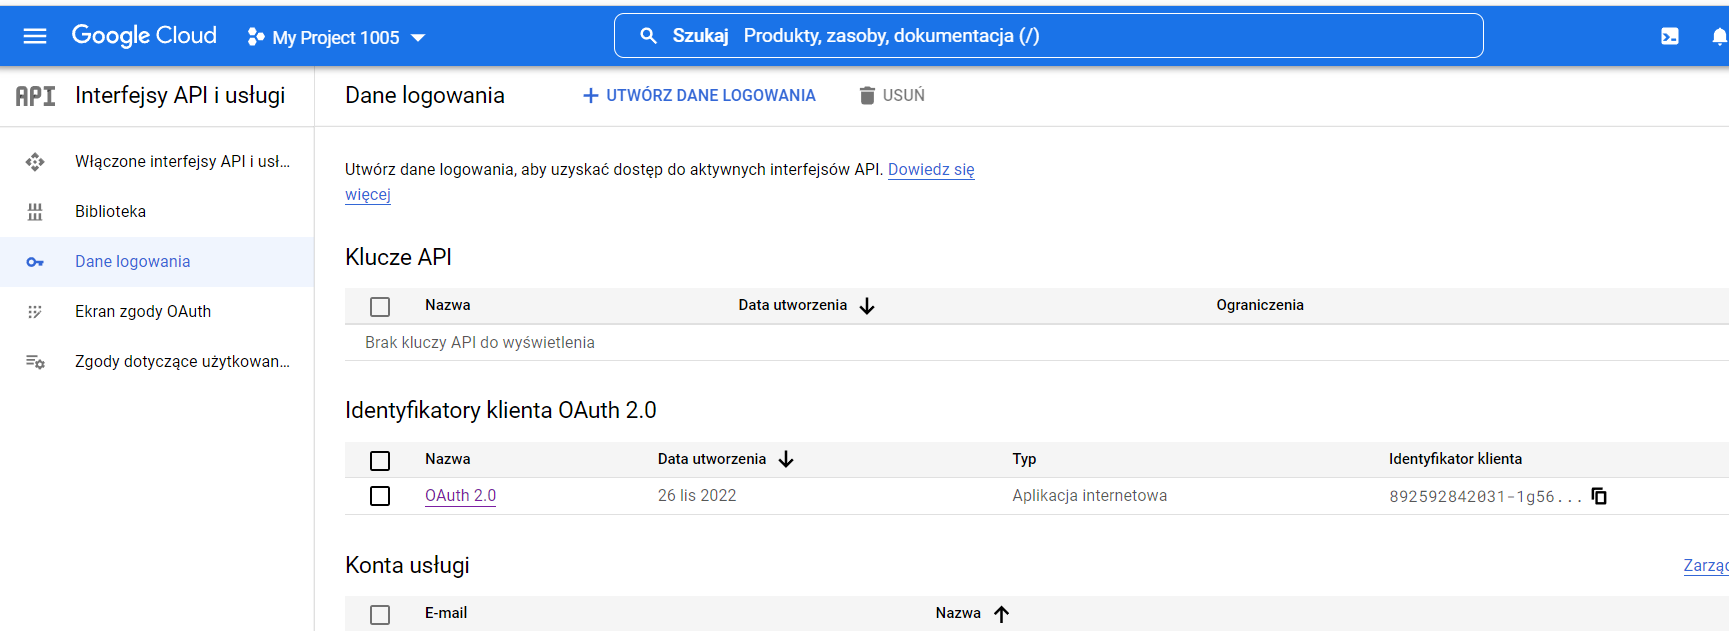 Google Cloud My Project 1005 Szukaj Produkty, zasoby, dokumentacja (/)
API Interfejsy API i usługi
Włączone interfejsy API i usł...
Biblioteka
Dane logowania
Ekran zgody OAuth
Zgody dotyczące użytkowan...
Dane logowania + UTWÓRZ DANE LOGOWANIA USUŃ
Utwórz dane logowania, aby uzyskać dostęp do aktywnych interfejsów API. Dowiedz się
więcej
Klucze API
Nazwa Data utworzenia Ograniczenia
Brak kluczy API do wyświetlenia
Identyfikatory klienta OAuth 2.0
Nazwa Data utworzenia Typ Identyfikator klienta
OAuth 2.0 26 lis 2022 Aplikacja internetowa 892592842031-1g56...
Konta usługi
E-mail Nazwa